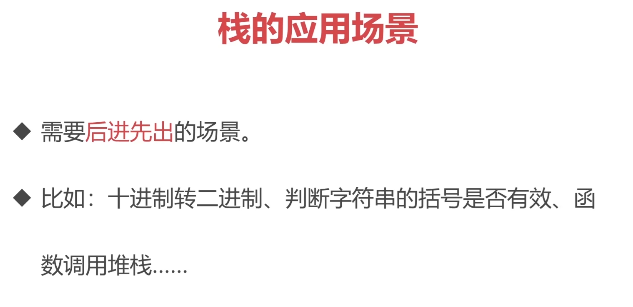 栈的应用场景
◆ 需要后进先出的场景。
◆ 比如：十进制转二进制、判断字符串的括号是否有效、函
数调用堆栈……